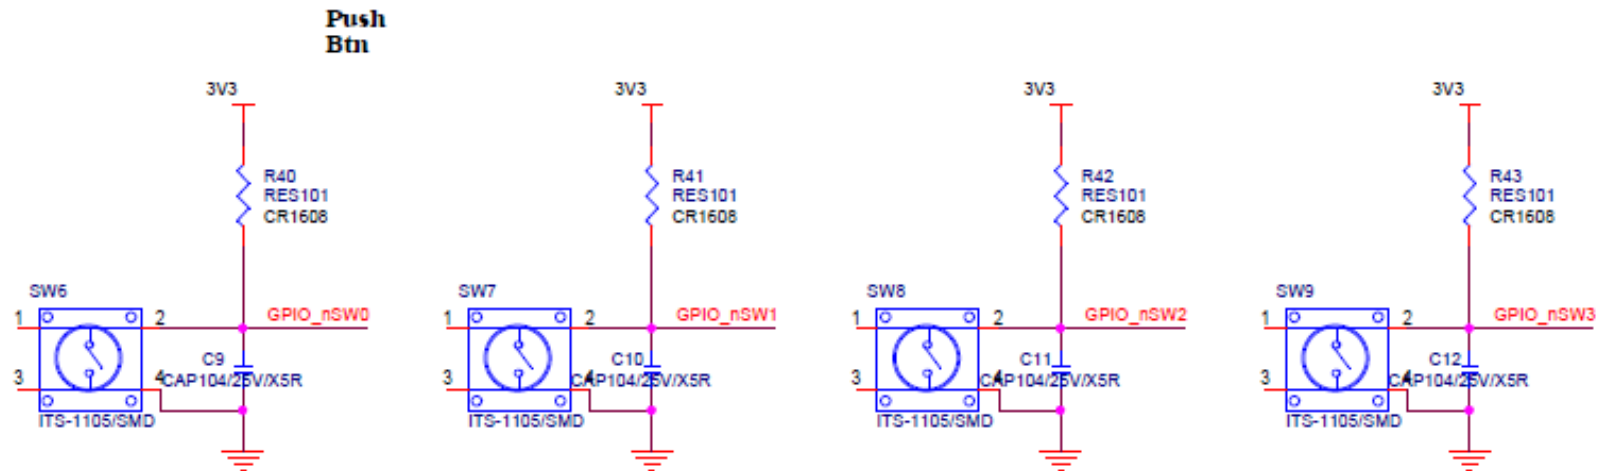 Push
Btn
3V3
3V3
3V3
3V3
R40
RES101
CR1608
R41
RES101
CR1608
R42
RES101
CR1608
R43
RES101
CR1608
SW6
1
2
GPIO_nSW0
3
4
C9
CAP104/25V/X5R
ITS-1105/SMD
SW7
1
2
GPIO_nSW1
3
4
C10
CAP104/25V/X5R
ITS-1105/SMD
SW8
1
2
GPIO_nSW2
3
4
C11
CAP104/25V/X5R
ITS-1105/SMD
SW9
1
2
GPIO_nSW3
3
4
C12
CAP104/25V/X5R
ITS-1105/SMD